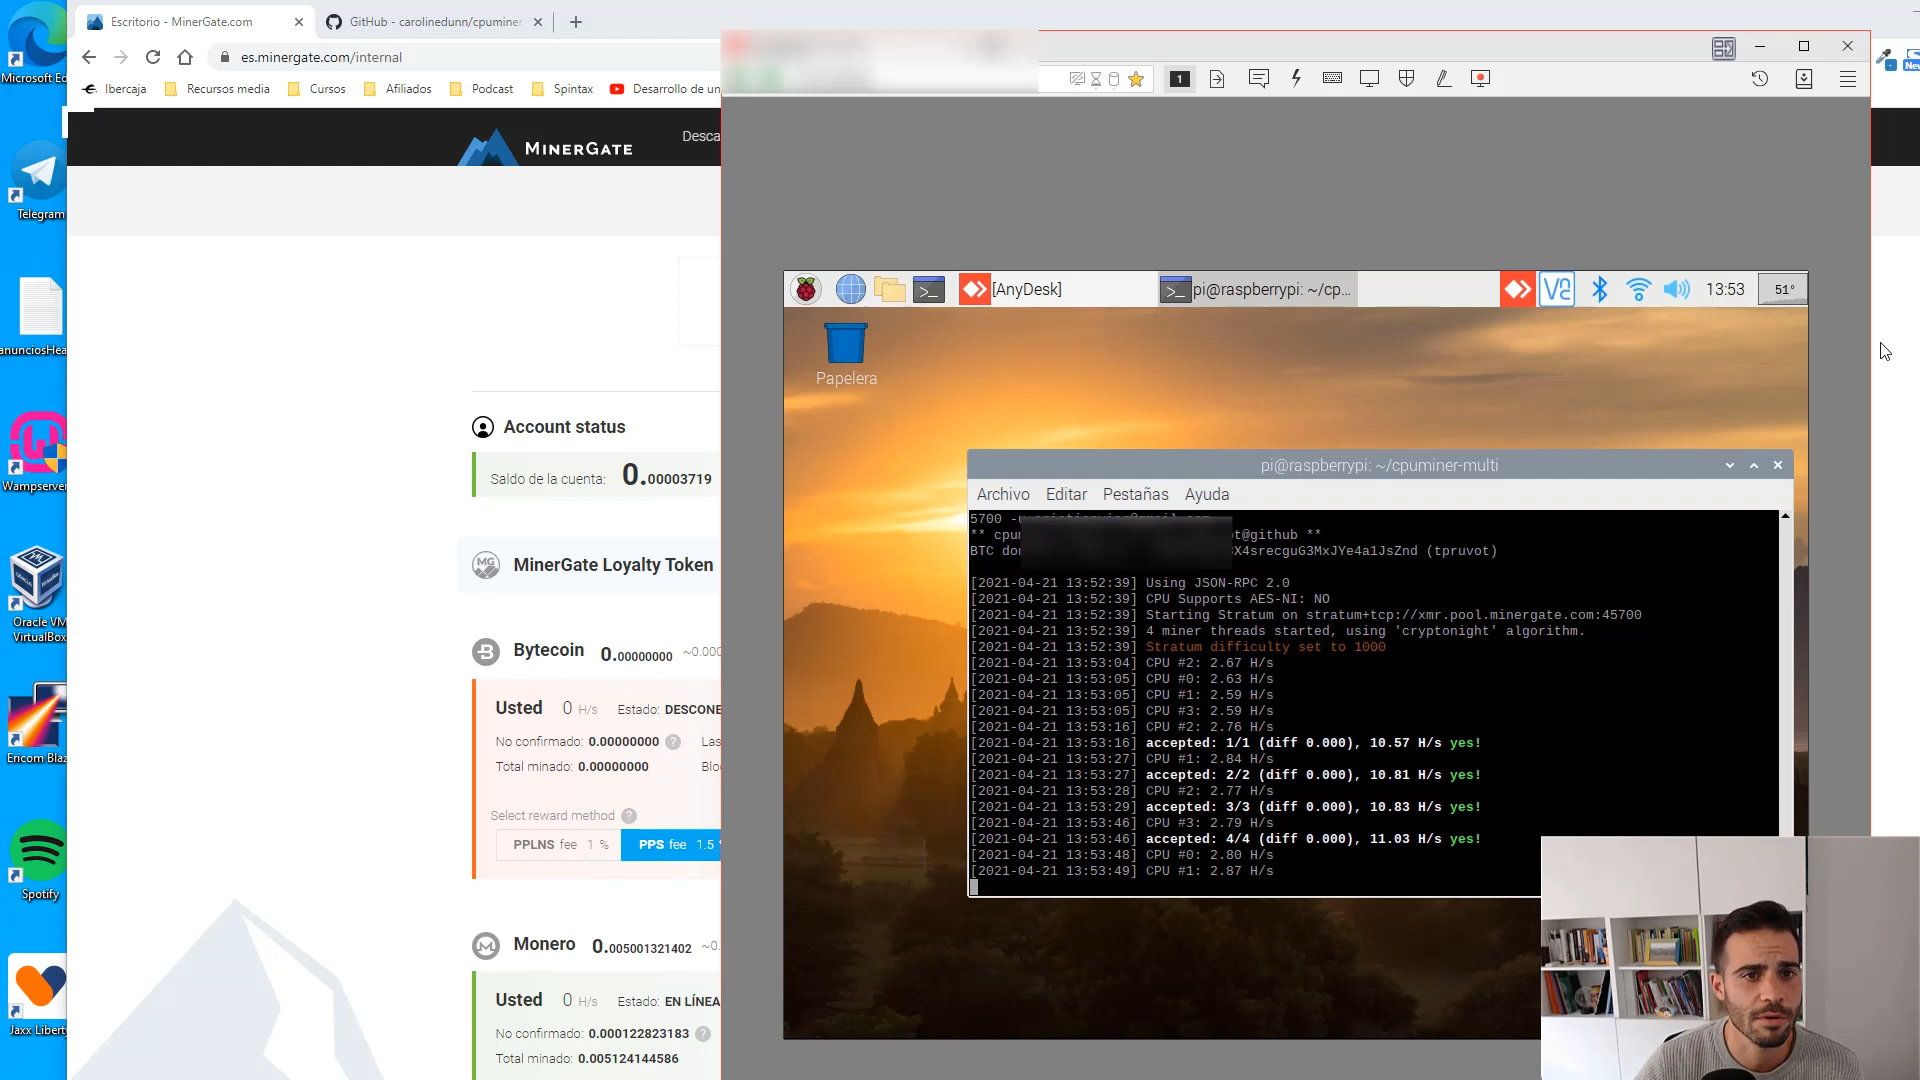 Escritorio - MinerGate.com
GitHub - carolinedunn/cpuminer
es.minergate.com/internal
Ibercaja
Recursos media
Cursos
Afiliados
Podcast
Spintax
Desarrollo de un
New
1
Microsoft Ed
Telegram
anunciosHea
Wampserver
Oracle VM
VirtualBox
Ericom Blaz
Spotify
Jaxx Liberty
MINERGATE
Desca
Account status
Saldo de la cuenta: 0.00003719
MG
MinerGate Loyalty Token
Bytecoin 0.00000000 ~0.000
Usted 0 H/s Estado: DESCONE
No confirmado: 0.00000000 ? Las
Total minado: 0.00000000 Blo
Select reward method ?
PPLNS fee 1 % PPS fee 1.5
Monero 0.005001321402 ~0.
Usted 0 H/s Estado: EN LÍNEA
No confirmado: 0.000122823183 ?
Total minado: 0.005124144586
[AnyDesk]
pi@raspberrypi: ~/cp...
13:53
51°
Papelera
pi@raspberrypi: ~/cpuminer-multi
Archivo Editar Pestañas Ayuda
5700 -u
** cpum t@github **
BTC don X4srecguG3MxJYe4a1JsZnd (tpruvot)
[2021-04-21 13:52:39] Using JSON-RPC 2.0
[2021-04-21 13:52:39] CPU Supports AES-NI: NO
[2021-04-21 13:52:39] Starting Stratum on stratum+tcp://xmr.pool.minergate.com:45700
[2021-04-21 13:52:39] 4 miner threads started, using 'cryptonight' algorithm.
[2021-04-21 13:52:39] Stratum difficulty set to 1000
[2021-04-21 13:53:04] CPU #2: 2.67 H/s
[2021-04-21 13:53:05] CPU #0: 2.63 H/s
[2021-04-21 13:53:05] CPU #1: 2.59 H/s
[2021-04-21 13:53:05] CPU #3: 2.59 H/s
[2021-04-21 13:53:16] CPU #2: 2.76 H/s
[2021-04-21 13:53:16] accepted: 1/1 (diff 0.000), 10.57 H/s yes!
[2021-04-21 13:53:27] CPU #1: 2.84 H/s
[2021-04-21 13:53:27] accepted: 2/2 (diff 0.000), 10.81 H/s yes!
[2021-04-21 13:53:28] CPU #2: 2.77 H/s
[2021-04-21 13:53:29] accepted: 3/3 (diff 0.000), 10.83 H/s yes!
[2021-04-21 13:53:46] CPU #3: 2.79 H/s
[2021-04-21 13:53:46] accepted: 4/4 (diff 0.000), 11.03 H/s yes!
[2021-04-21 13:53:48] CPU #0: 2.80 H/s
[2021-04-21 13:53:49] CPU #1: 2.87 H/s